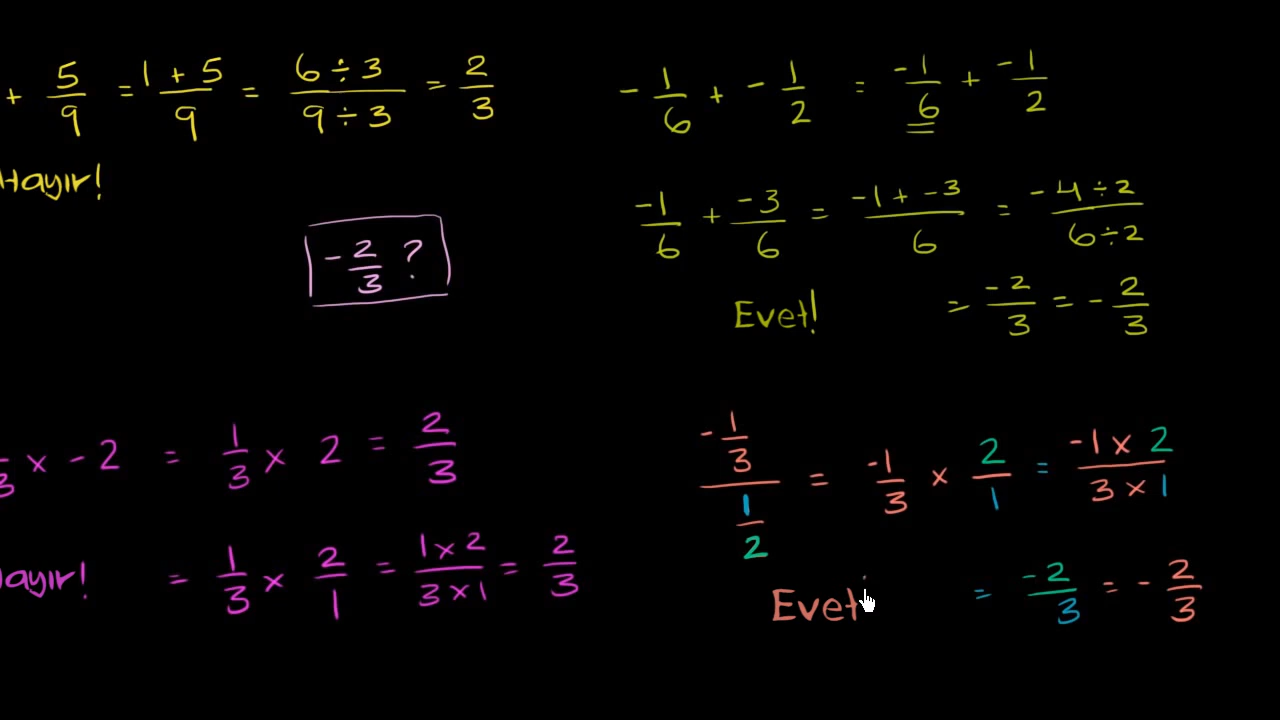 + 5/9 = 1 + 5/9 = 6 ÷ 3/9 ÷ 3 = 2/3
Hayır!
- 2/3 ?
- 1/6 + - 1/2 = -1/6 + -1/2
-1/6 + -3/6 = -1 + -3/6 = -4 ÷ 2/6 ÷ 2
Evet! = -2/3 = - 2/3
/3 x -2 = 1/3 x 2 = 2/3
ayır! = 1/3 x 2/1 = 1 x 2/3 x 1 = 2/3
- 1/3 / 1/2 = -1/3 x 2/1 = -1 x 2/3 x 1
Evet = -2/3 = - 2/3